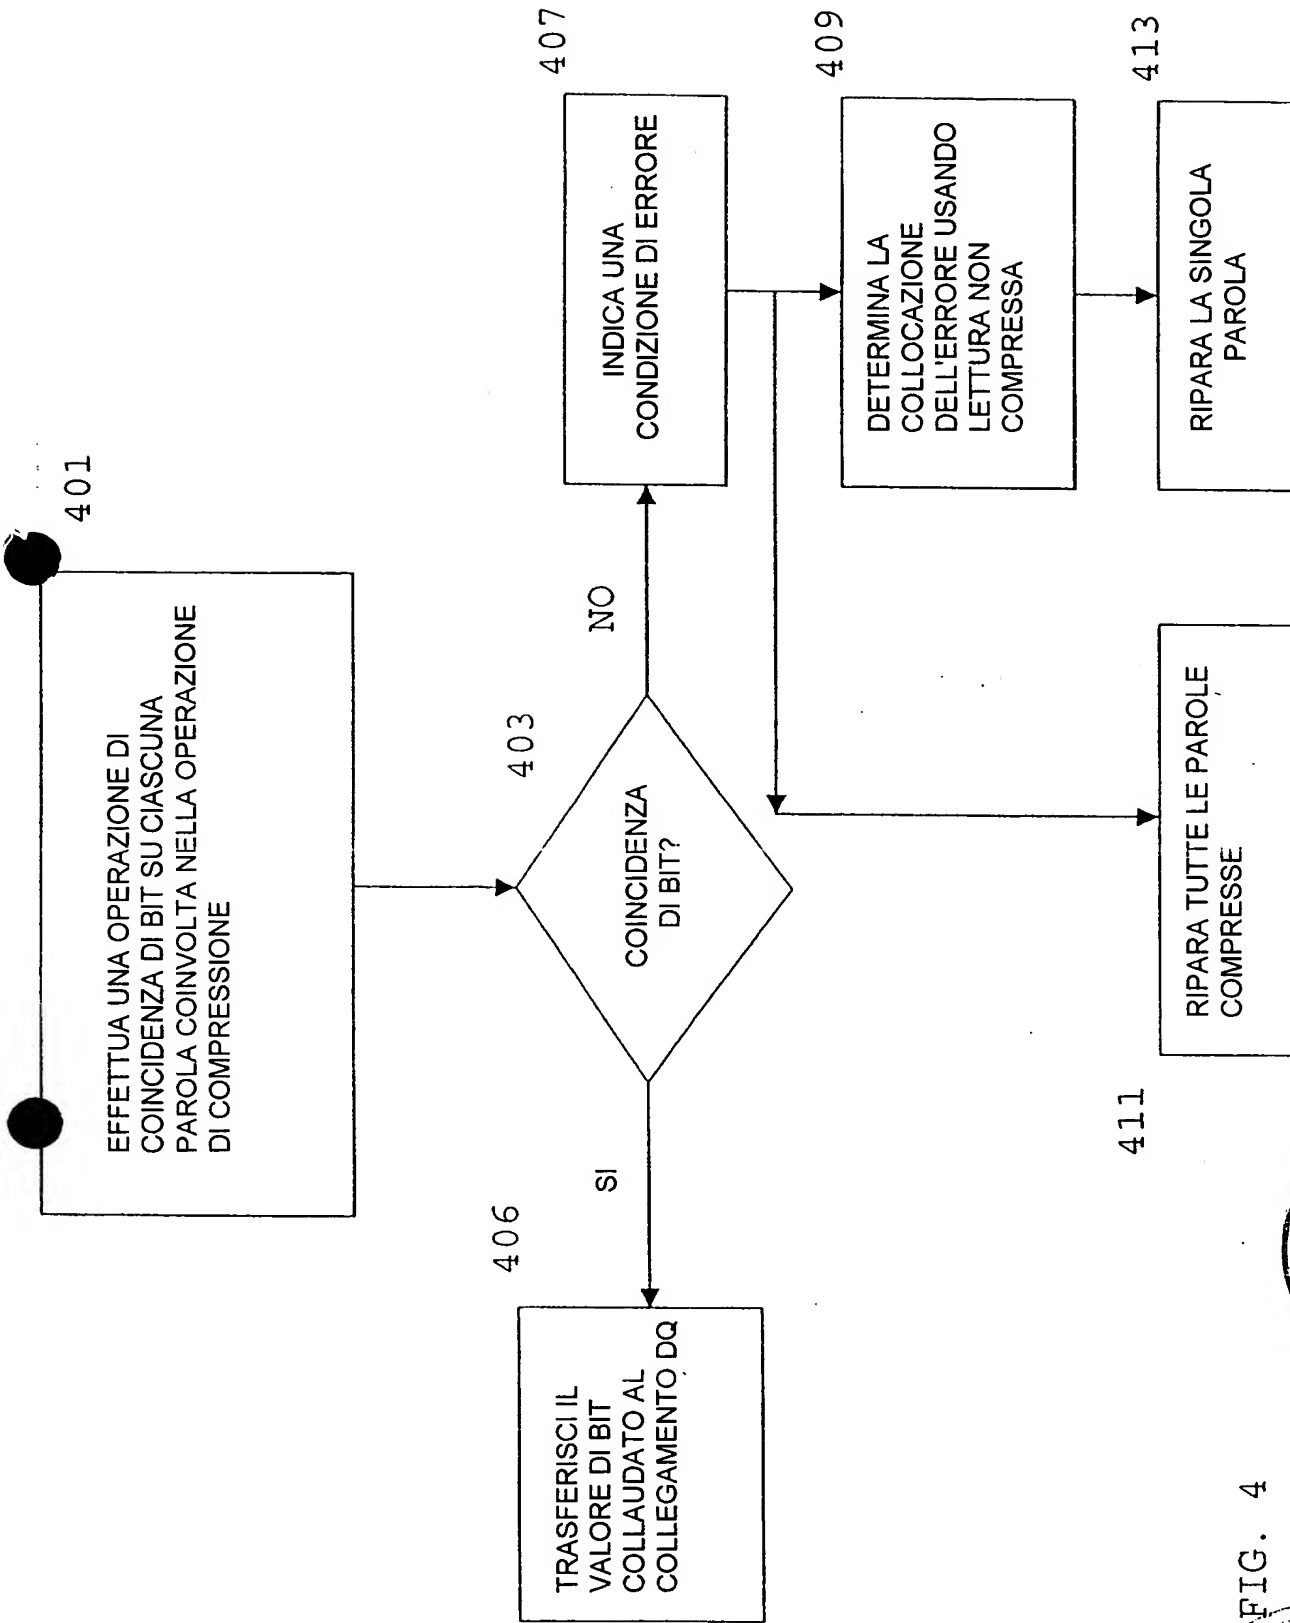 401
EFFETTUA UNA OPERAZIONE DI
COINCIDENZA DI BIT SU CIASCUNA
PAROLA COINVOLTA NELLA OPERAZIONE
DI COMPRESSIONE
403
COINCIDENZA
DI BIT?
SI
NO
406
TRASFERISCI IL
VALORE DI BIT
COLLAUDATO AL
COLLEGAMENTO DQ
407
INDICA UNA
CONDIZIONE DI ERRORE
409
DETERMINA LA
COLLOCAZIONE
DELL'ERRORE USANDO
LETTURA NON
COMPRESSA
411
RIPARA TUTTE LE PAROLE
COMPRESSE
413
RIPARA LA SINGOLA
PAROLA
FIG. 4